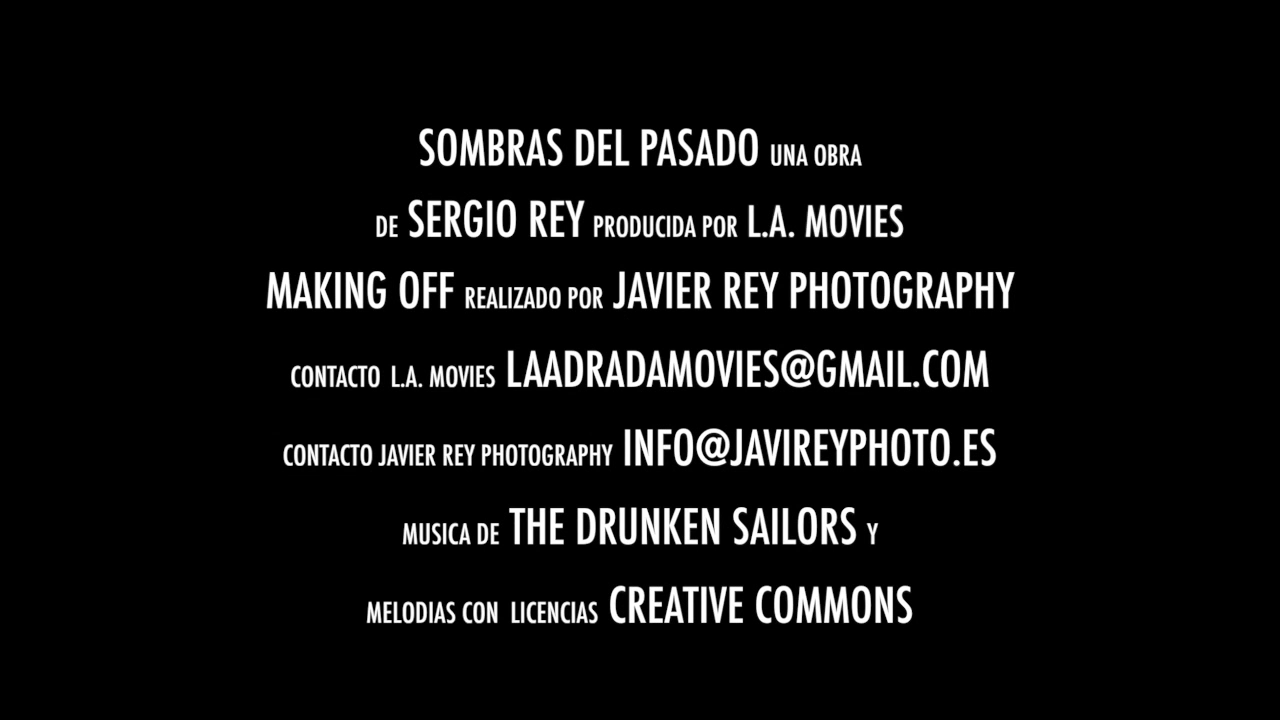 SOMBRAS DEL PASADO UNA OBRA
DE SERGIO REY PRODUCIDA POR L.A. MOVIES
MAKING OFF REALIZADO POR JAVIER REY PHOTOGRAPHY
CONTACTO L.A. MOVIES LAADRADAMOVIES@GMAIL.COM
CONTACTO JAVIER REY PHOTOGRAPHY INFO@JAVIREYPHOTO.ES
MUSICA DE THE DRUNKEN SAILORS Y
MELODIAS CON LICENCIAS CREATIVE COMMONS